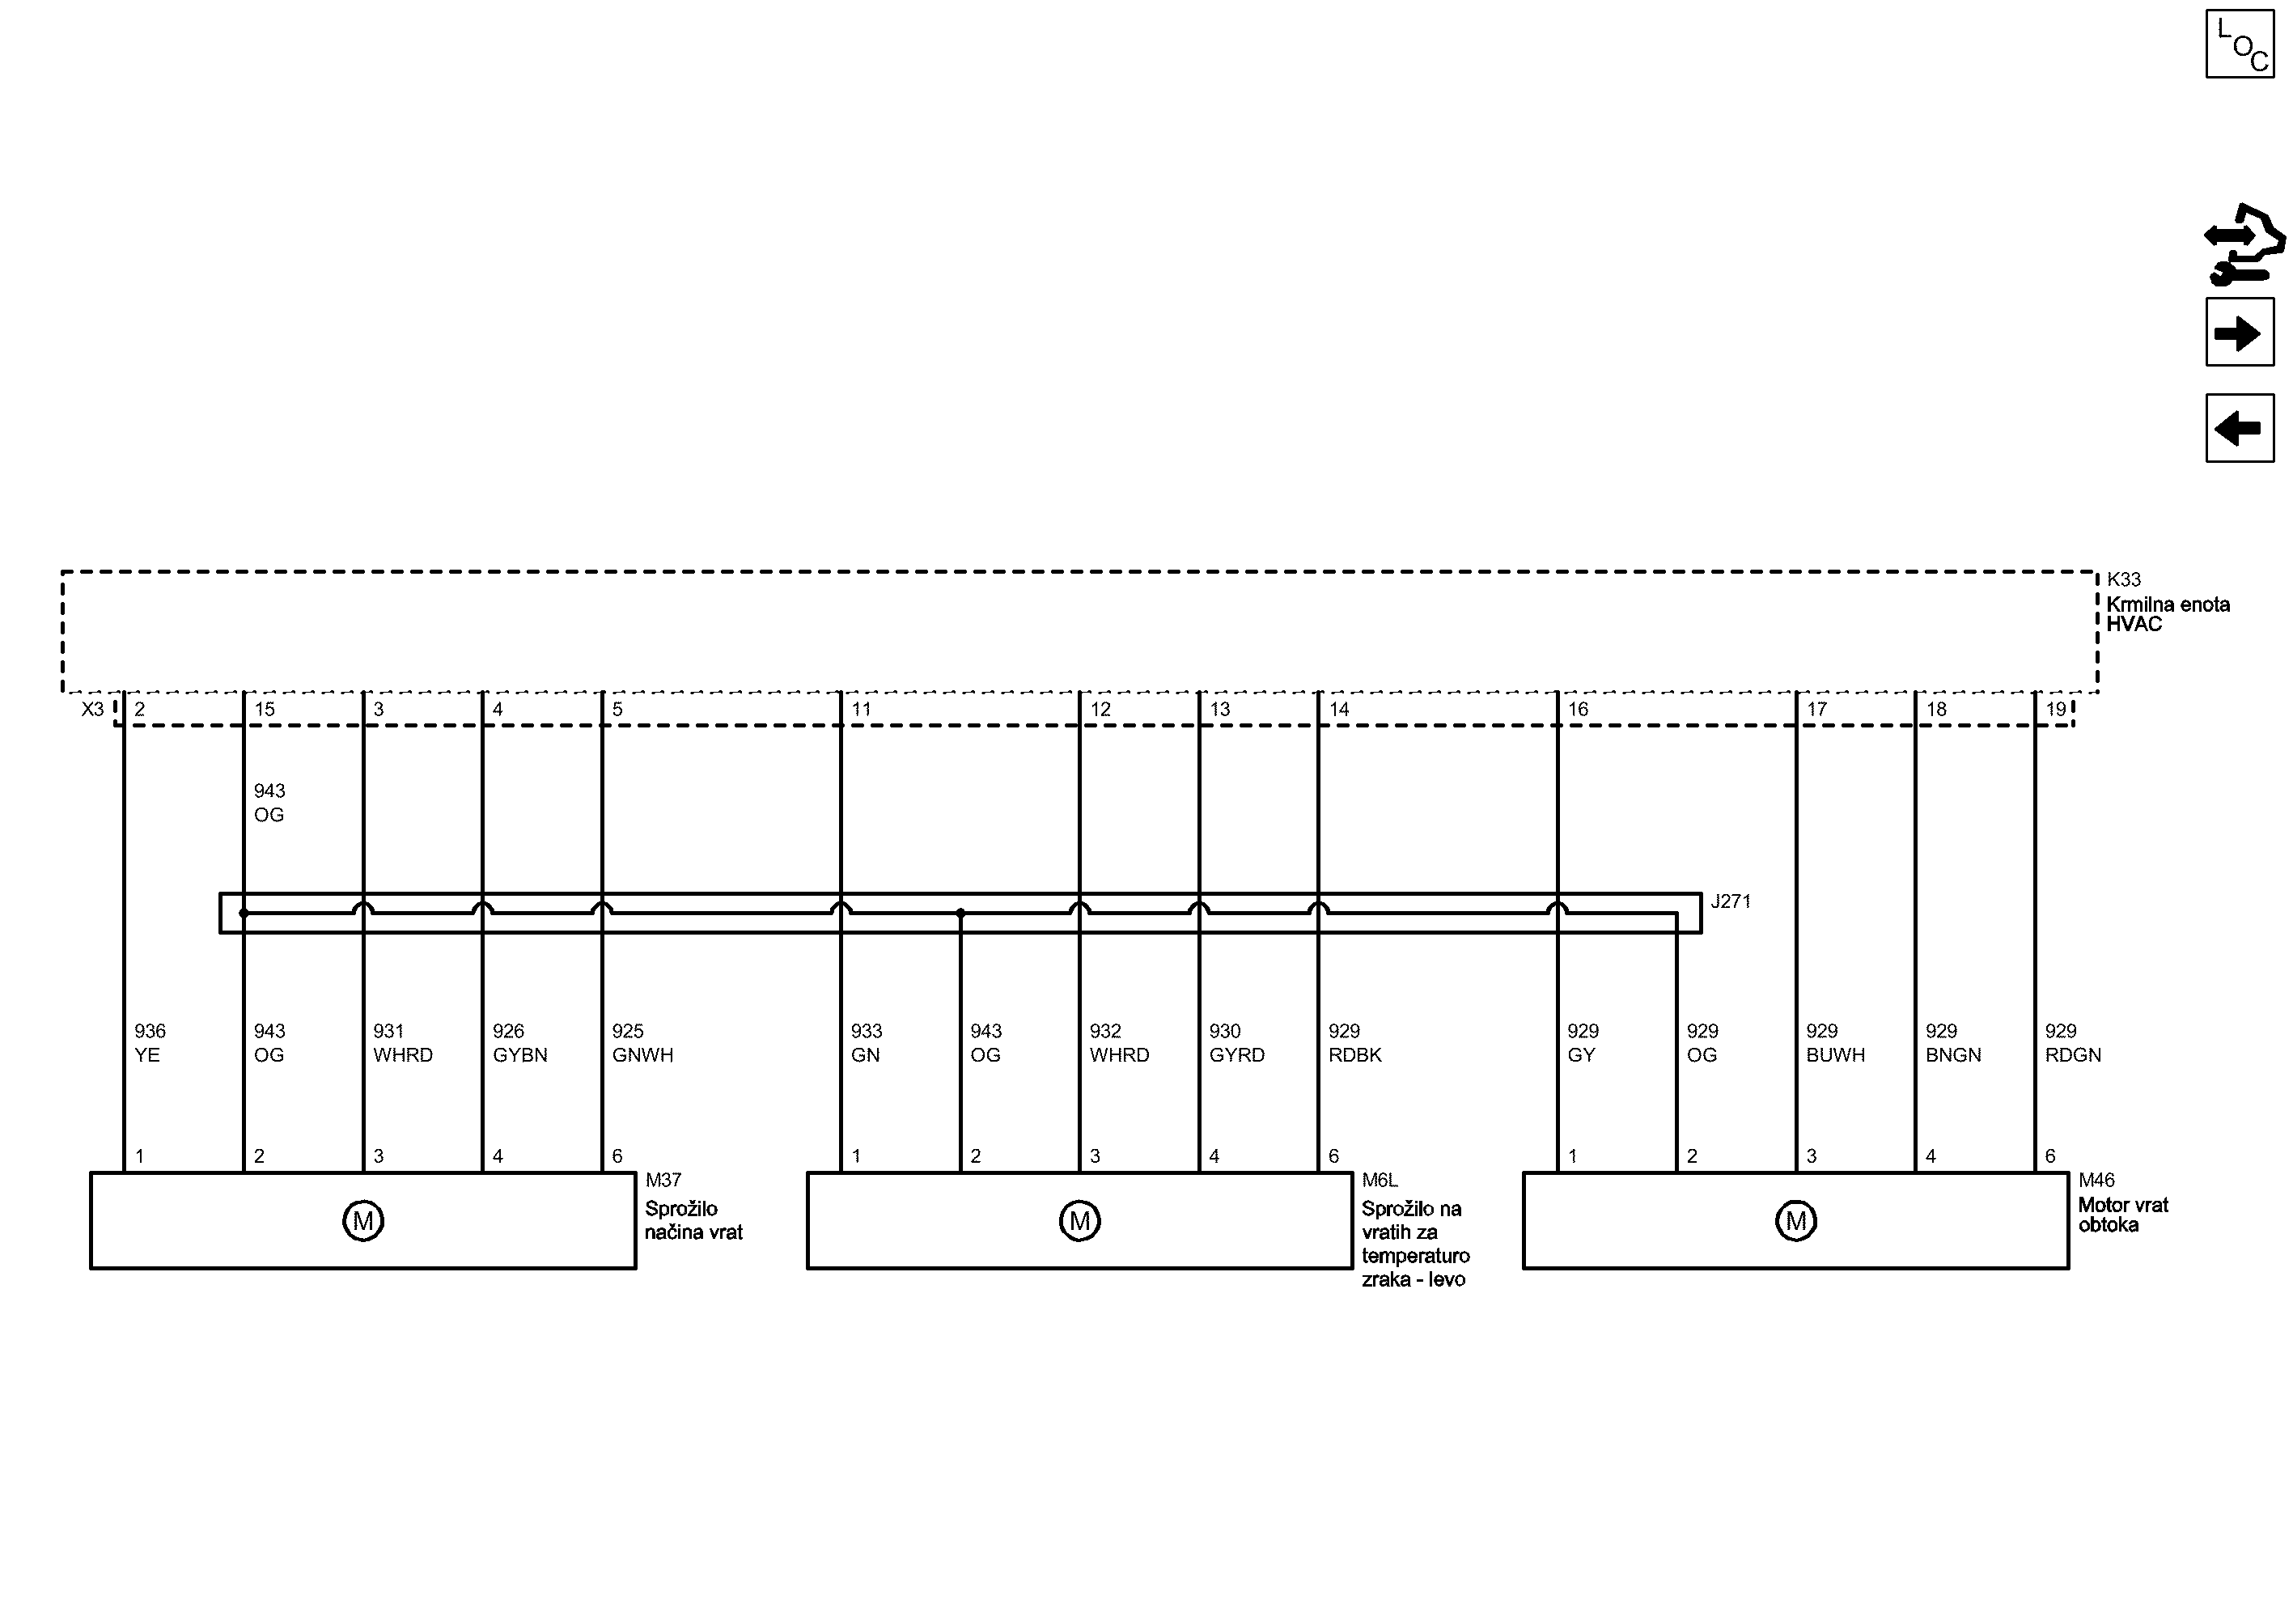 L
O
C
K33
Krmilna enota
HVAC
X3 2 15 3 4 5 11 12 13 14 16 17 18 19
943
OG
J271
936 943 931 926 925 933 943 932 930 929 929 929 929 929 929
YE OG WHRD GYBN GNWH GN OG WHRD GYRD RDBK GY OG BUWH BNGN RDGN
1 2 3 4 6 1 2 3 4 6 1 2 3 4 6
M37
Sprožilo
načina vrat
M
M6L
Sprožilo na
vratih za
temperaturo
zraka - levo
M
M46
Motor vrat
obtoka
M